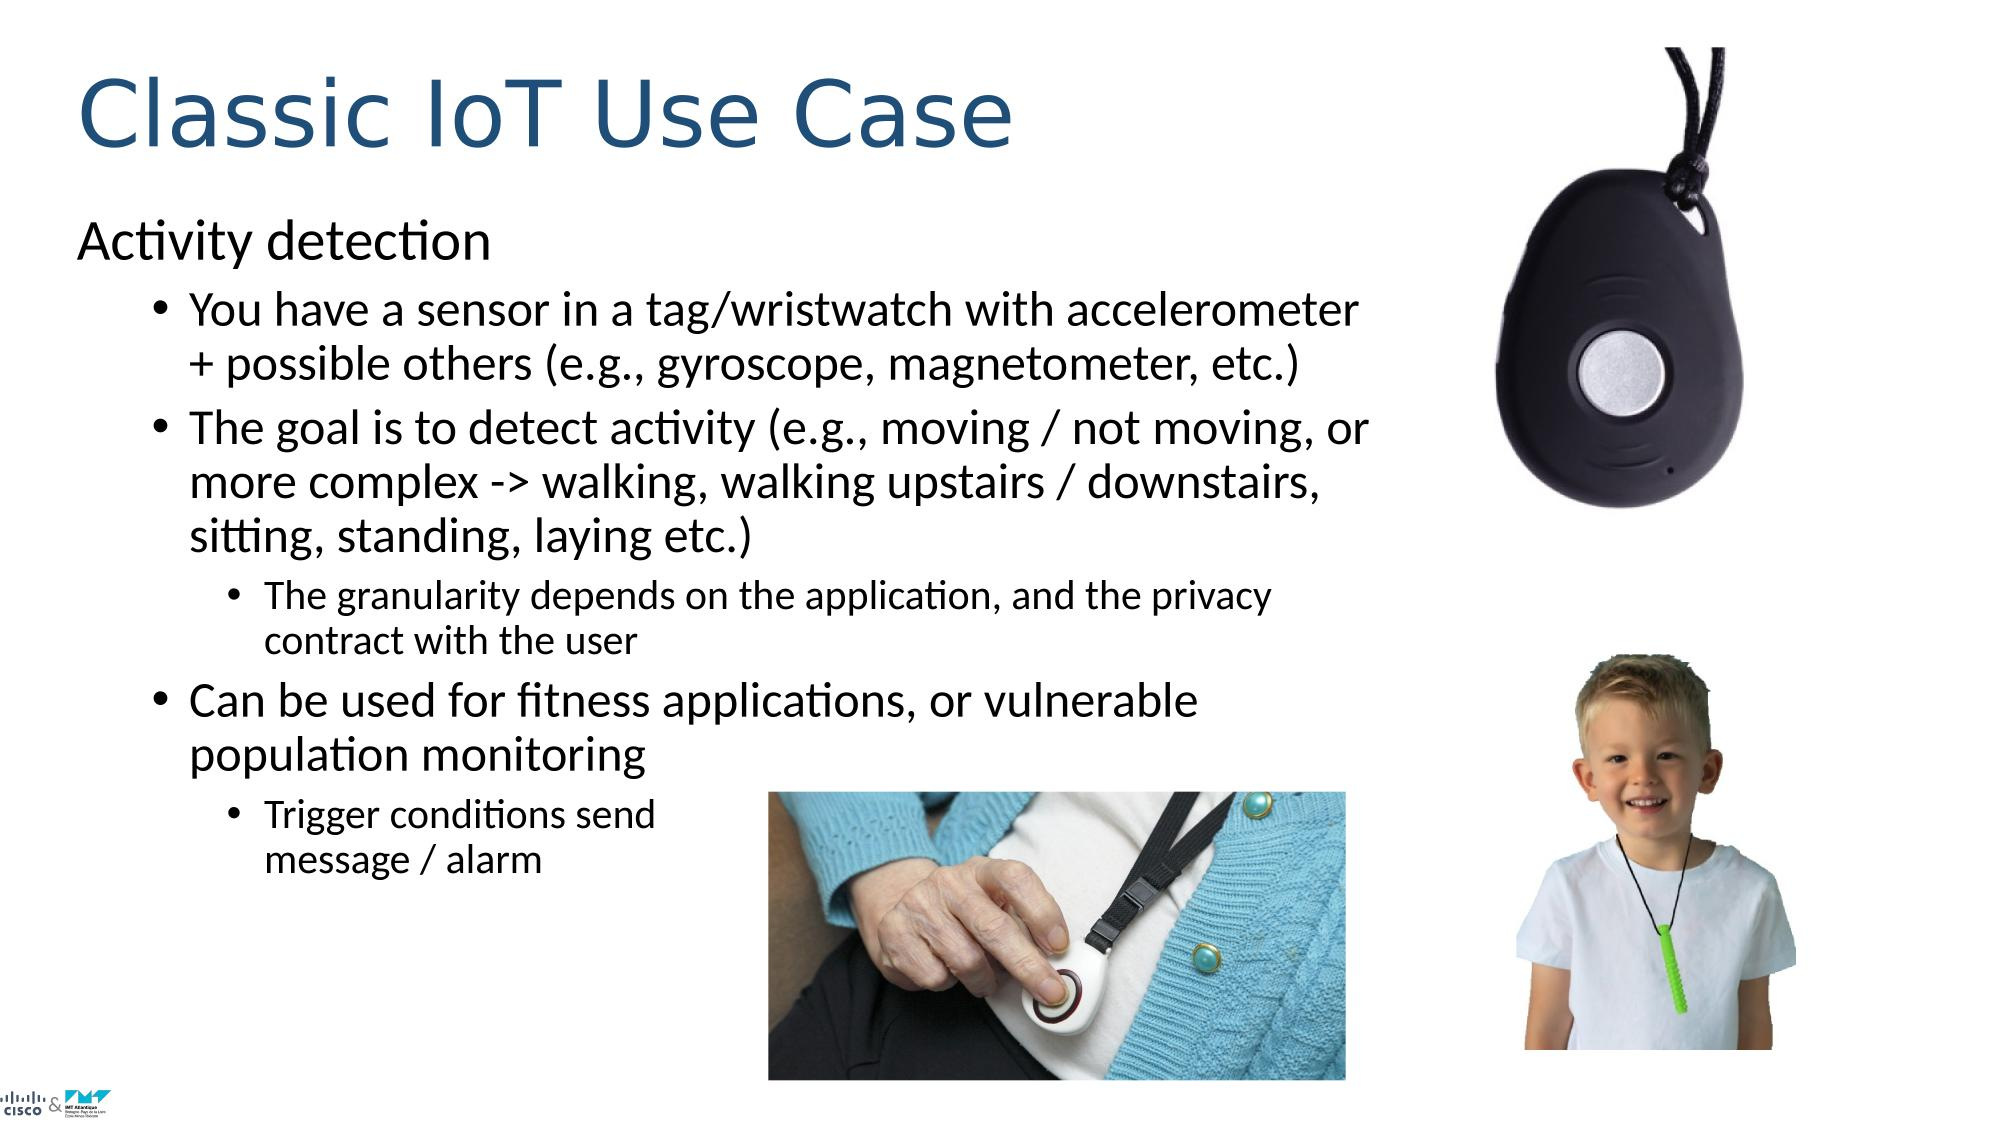 Classic IoT Use Case
Activity detection
• You have a sensor in a tag/wristwatch with accelerometer
+ possible others (e.g., gyroscope, magnetometer, etc.)
• The goal is to detect activity (e.g., moving / not moving, or
more complex -> walking, walking upstairs / downstairs,
sitting, standing, laying etc.)
• The granularity depends on the application, and the privacy
contract with the user
• Can be used for fitness applications, or vulnerable
population monitoring
• Trigger conditions send
message / alarm
CISCO & IMT Atlantique